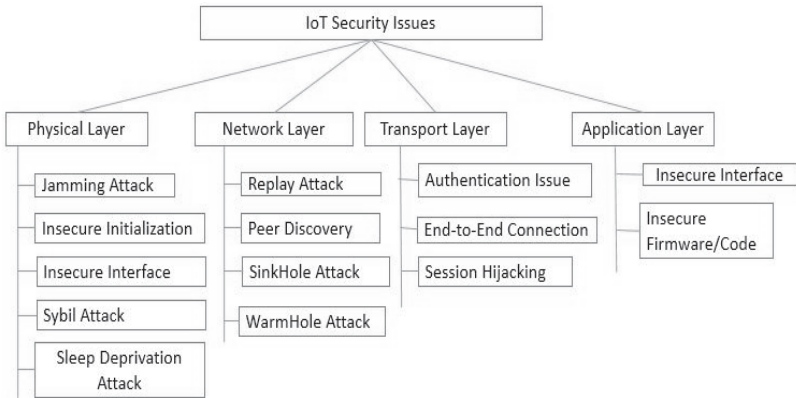 IoT Security Issues
Physical Layer
Jamming Attack
Insecure Initialization
Insecure Interface
Sybil Attack
Sleep Deprivation
Attack
Network Layer
Replay Attack
Peer Discovery
SinkHole Attack
WarmHole Attack
Transport Layer
Authentication Issue
End-to-End Connection
Session Hijacking
Application Layer
Insecure Interface
Insecure
Firmware/Code